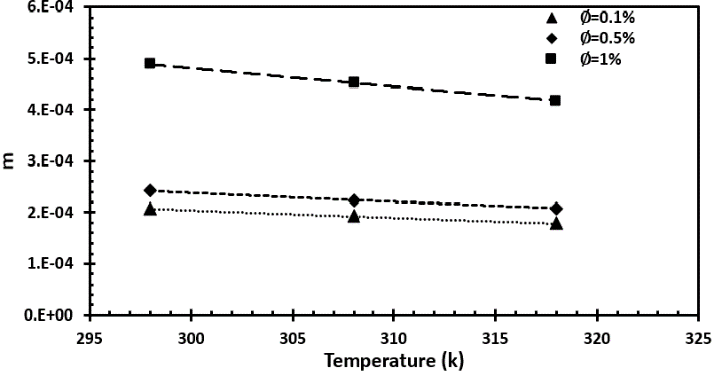 6.E-04
5.E-04
4.E-04
3.E-04
2.E-04
1.E-04
0.E+00
m
Ø=0.1%
Ø=0.5%
Ø=1%
295 300 305 310 315 320 325
Temperature (k)